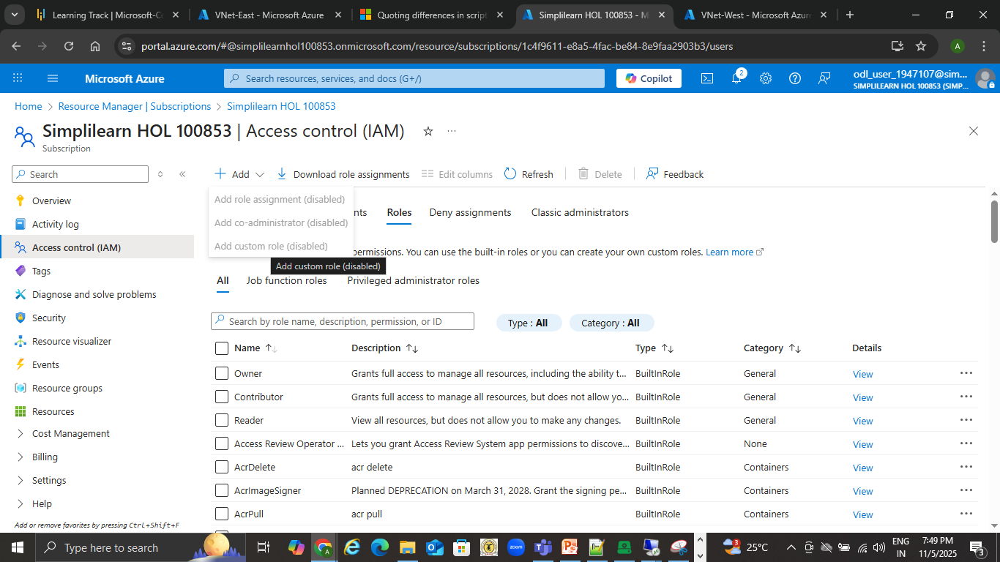 Learning Track | Microsoft-Co
VNet-East - Microsoft Azure
Quoting differences in script
Simplilearn HOL 100853 - M
VNet-West - Microsoft Azure
portal.azure.com/#@simplilearnhol100853.onmicrosoft.com/resource/subscriptions/1c4f9611-e8a5-4fac-be84-8e9faa2903b3/users
A
Microsoft Azure
Search resources, services, and docs (G+/)
Copilot
2
odl_user_1947107@sim...
SIMPLILEARN HOL 100853 (SIMP...
Home > Resource Manager | Subscriptions > Simplilearn HOL 100853
Simplilearn HOL 100853 | Access control (IAM)
Subscription
Search
Add
Download role assignments
Edit columns
Refresh
Delete
Feedback
Overview
Activity log
Access control (IAM)
Tags
Diagnose and solve problems
Security
Resource visualizer
Events
Resource groups
Resources
Cost Management
Billing
Settings
Help
Add or remove favorites by pressing Ctrl+Shift+F
Add role assignment (disabled)
Add co-administrator (disabled)
Add custom role (disabled)
nts
Roles
Deny assignments
Classic administrators
permissions. You can use the built-in roles or you can create your own custom roles. Learn more
Add custom role (disabled)
All
Job function roles
Privileged administrator roles
Search by role name, description, permission, or ID
Type : All
Category : All
Name Description Type Category Details
Owner Grants full access to manage all resources, including the ability t... BuiltInRole General View
Contributor Grants full access to manage all resources, but does not allow yo... BuiltInRole General View
Reader View all resources, but does not allow you to make any changes. BuiltInRole General View
Access Review Operator ... Lets you grant Access Review System app permissions to discove... BuiltInRole None View
AcrDelete acr delete BuiltInRole Containers View
AcrImageSigner Planned DEPRECATION on March 31, 2028. Grant the signing pe... BuiltInRole Containers View
AcrPull acr pull BuiltInRole Containers View
Type here to search
zoom
3
25°C
ENG
IN
7:49 PM
11/5/2025
3